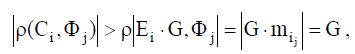 |ρ(C_i, Φ_j)| > ρ|E_i · G, Φ_j| = |G · m_{i_j}| = G ,